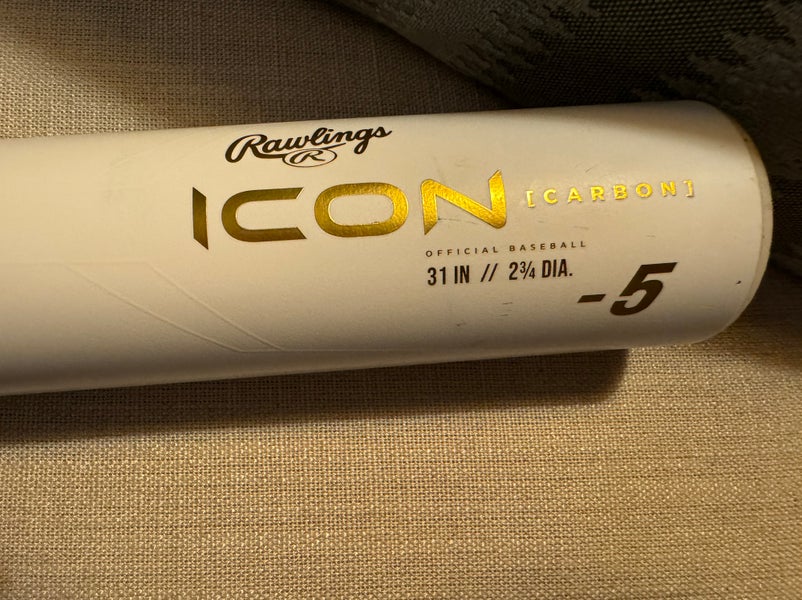 Rawlings
R
ICON [CARBON]
OFFICIAL BASEBALL
31 IN // 2¾ DIA.
-5